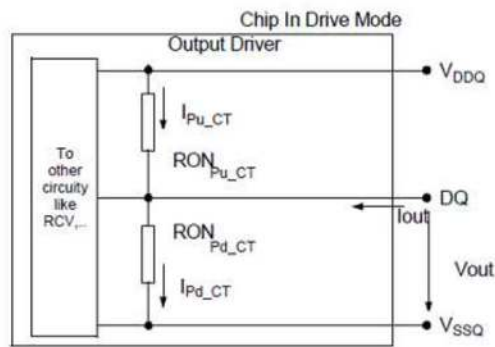 Chip In Drive Mode
Output Driver
VDDQ
IPu_CT
To
other
circuity
like
RCV,...
RONPu_CT
DQ
Iout
RONPd_CT
Vout
IPd_CT
VSSQ